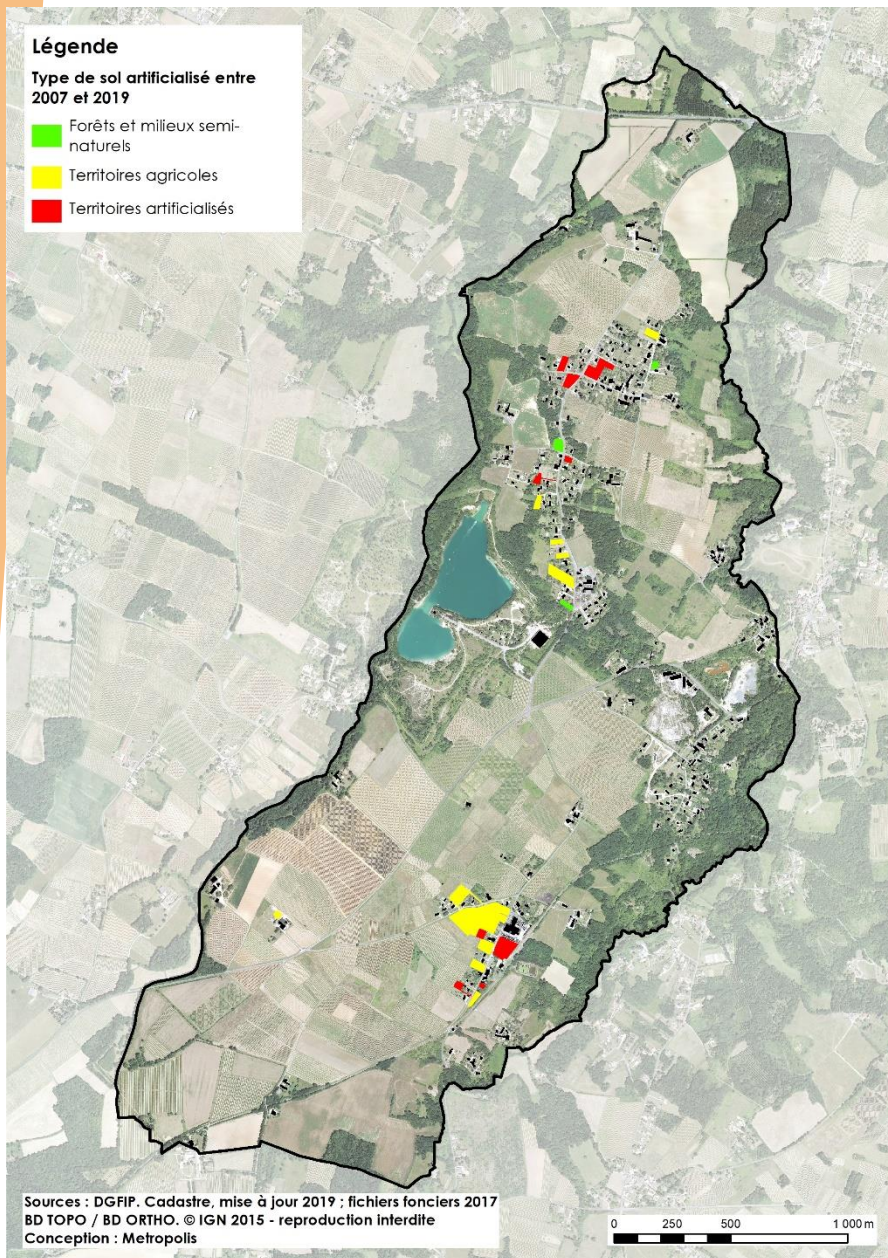 Légende
Type de sol artificialisé entre
2007 et 2019
Forêts et milieux semi-
naturels
Territoires agricoles
Territoires artificialisés
Sources : DGFIP. Cadastre, mise à jour 2019 ; fichiers fonciers 2017
BD TOPO / BD ORTHO. © IGN 2015 - reproduction interdite
Conception : Metropolis
0 250 500 1 000 m